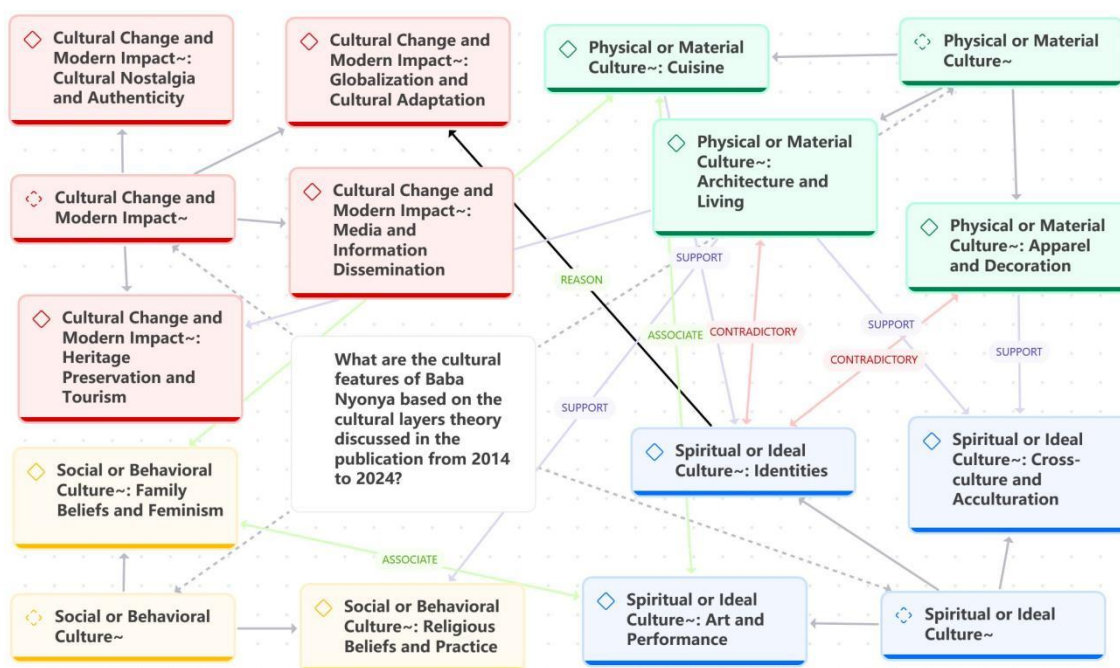 Cultural Change and
Modern Impact~:
Cultural Nostalgia
and Authenticity
Cultural Change and
Modern Impact~:
Globalization and
Cultural Adaptation
Physical or Material
Culture~: Cuisine
Physical or Material
Culture~
Physical or Material
Culture~:
Architecture and
Living
Cultural Change and
Modern Impact~
Cultural Change and
Modern Impact~:
Media and
Information
Dissemination
Physical or Material
Culture~: Apparel
and Decoration
SUPPORT
REASON
Cultural Change and
Modern Impact~:
Heritage
Preservation and
Tourism
ASSOCIATE
CONTRADICTORY
SUPPORT
SUPPORT
CONTRADICTORY
What are the cultural
features of Baba
Nyonya based on the
cultural layers theory
discussed in the
publication from 2014
to 2024?
SUPPORT
Social or Behavioral
Culture~: Family
Beliefs and Feminism
Spiritual or Ideal
Culture~: Identities
Spiritual or Ideal
Culture~: Cross-
culture and
Acculturation
ASSOCIATE
Social or Behavioral
Culture~
Social or Behavioral
Culture~: Religious
Beliefs and Practice
Spiritual or Ideal
Culture~: Art and
Performance
Spiritual or Ideal
Culture~